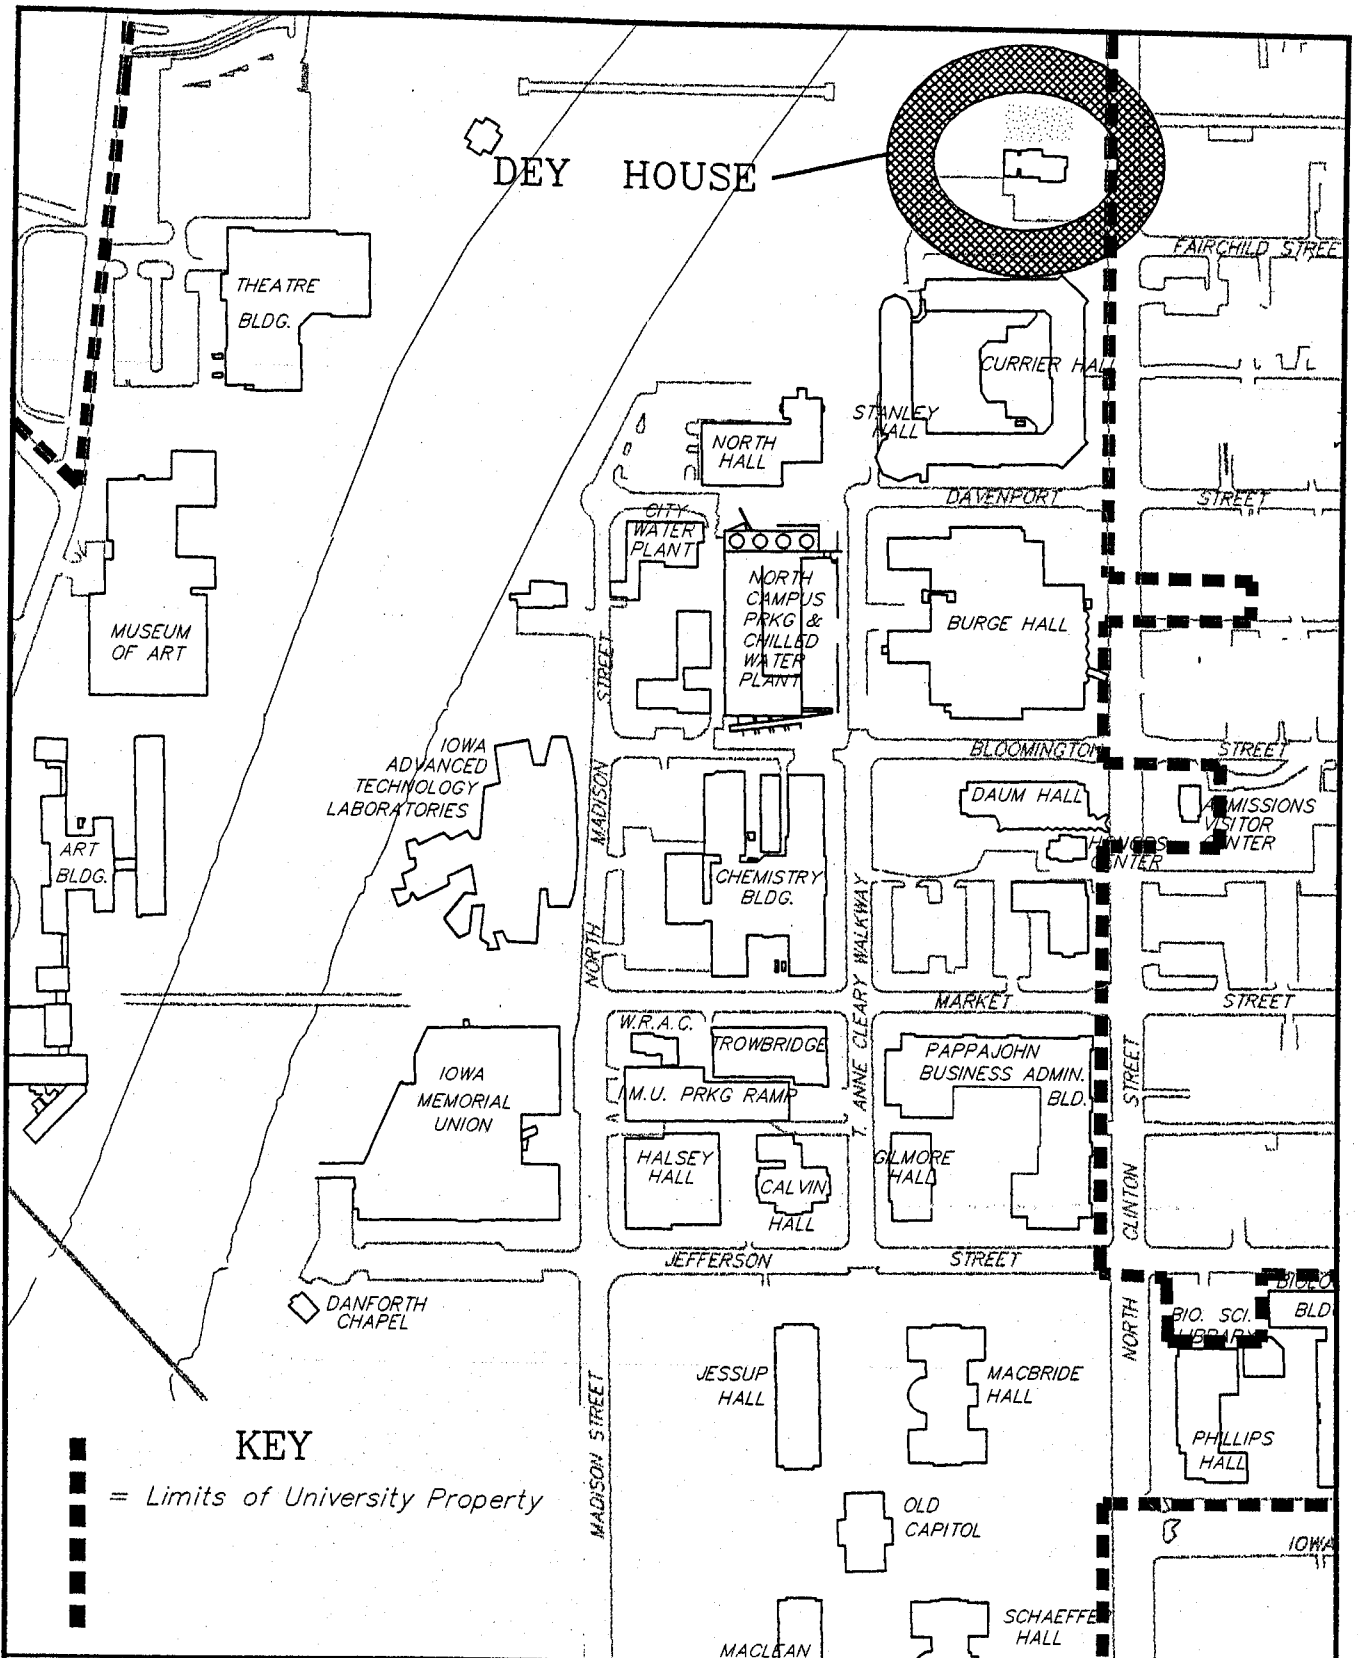 DEY HOUSE
FAIRCHILD STREE
THEATRE
BLDG.
CURRIER HALL
STANLEY
HALL
NORTH
HALL
DAVENPORT STREET
CITY
WATER
PLANT
NORTH
CAMPUS
PRKG &
CHILLED
WATER
PLANT
BURGE HALL
MUSEUM
OF ART
STREET
MADISON
NORTH
BLOOMINGTON STREET
IOWA
ADVANCED
TECHNOLOGY
LABORATORIES
DAUM HALL
ADMISSIONS
VISITOR
CENTER
HONORS
CENTER
ART
BLDG.
CHEMISTRY
BLDG.
T. ANNE CLEARY WALKWAY
MARKET STREET
W.R.A.C.
TROWBRIDGE
PAPPAJOHN
BUSINESS ADMIN.
BLD.
IOWA
MEMORIAL
UNION
I.M.U. PRKG RAMP
HALSEY
HALL
CALVIN
HALL
GILMORE
HALL
STREET
CLINTON
NORTH
JEFFERSON STREET
DANFORTH
CHAPEL
BIO. SCI.
LIBRARY
BIOLO
BLD
JESSUP
HALL
MACBRIDE
HALL
MADISON STREET
PHILLIPS
HALL
KEY
= Limits of University Property
OLD
CAPITOL
IOWA
SCHAEFFER
HALL
MACLEAN